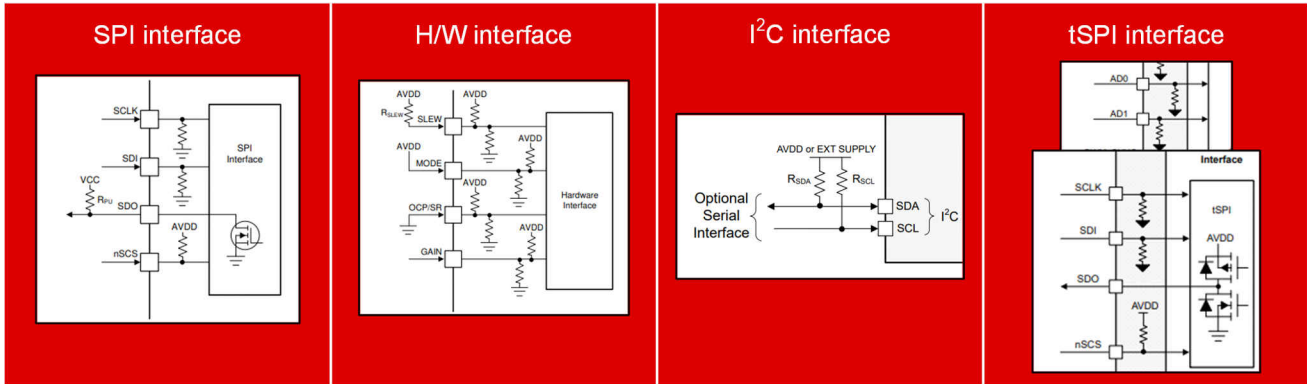 SPI interface
SCLK
SDI
VCC
RPU
SDO
AVDD
nSCS
SPI
Interface
H/W interface
AVDD
AVDD
RSLEW
SLEW
AVDD
AVDD
MODE
AVDD
OCP/SR
AVDD
GAIN
Hardware
Interface
I²C interface
AVDD or EXT SUPPLY
RSDA
RSCL
Optional
Serial
Interface
SDA
SCL
I²C
tSPI interface
AD0
AD1
Interface
SCLK
tSPI
SDI
AVDD
SDO
AVDD
nSCS